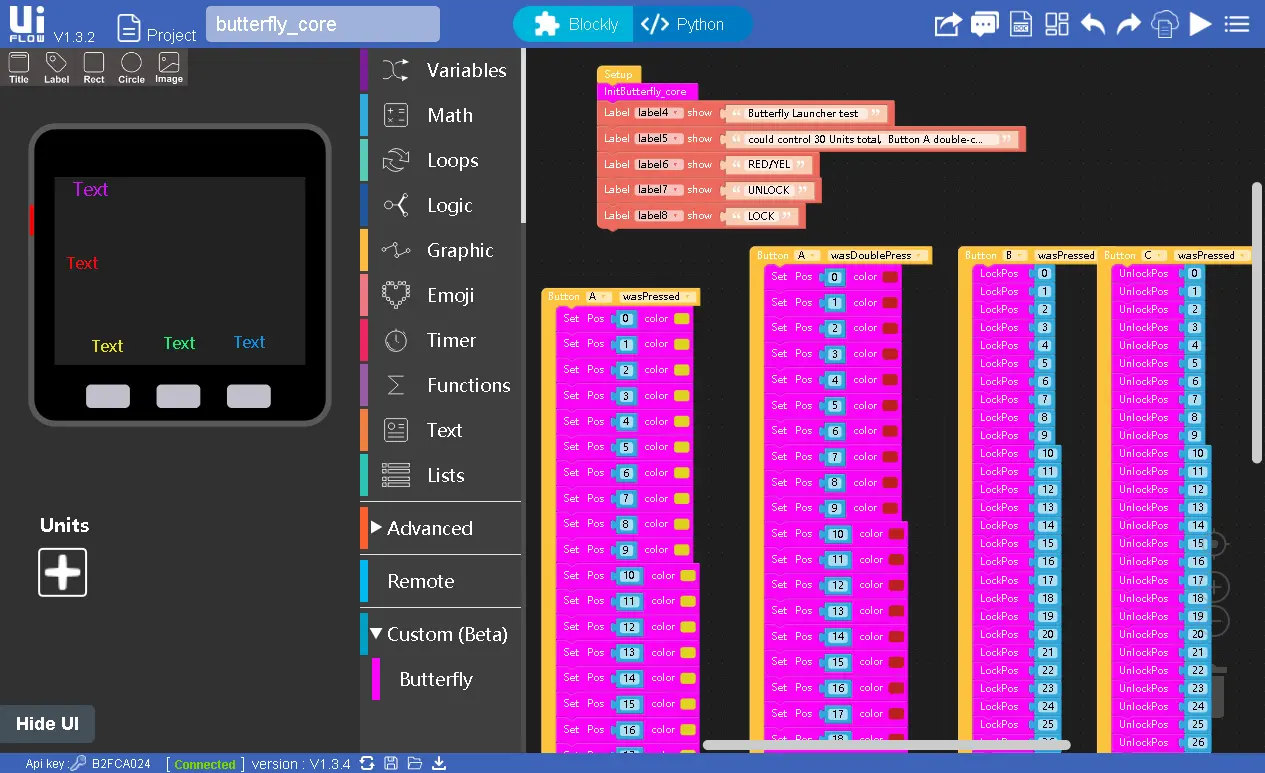 Ui
FLOW V1.3.2
Project
butterfly_core
Blockly
Python
DOC
Title Label Rect Circle Image
Text
Text
Text Text Text
Units
Hide UI
Variables
Math
Loops
Logic
Graphic
Emoji
Timer
Functions
Text
Lists
Advanced
Remote
Custom (Beta)
Butterfly
Setup
InitButterfly_core
Label label4 show “ Butterfly Launcher test ”
Label label5 show “ could control 30 Units total, Button A double-c... ”
Label label6 show “ RED/YEL ”
Label label7 show “ UNLOCK ”
Label label8 show “ LOCK ”
Button A wasPressed
Set Pos 0 color
Set Pos 1 color
Set Pos 2 color
Set Pos 3 color
Set Pos 4 color
Set Pos 5 color
Set Pos 6 color
Set Pos 7 color
Set Pos 8 color
Set Pos 9 color
Set Pos 10 color
Set Pos 11 color
Set Pos 12 color
Set Pos 13 color
Set Pos 14 color
Set Pos 15 color
Set Pos 16 color
Button A wasDoublePress
Set Pos 0 color
Set Pos 1 color
Set Pos 2 color
Set Pos 3 color
Set Pos 4 color
Set Pos 5 color
Set Pos 6 color
Set Pos 7 color
Set Pos 8 color
Set Pos 9 color
Set Pos 10 color
Set Pos 11 color
Set Pos 12 color
Set Pos 13 color
Set Pos 14 color
Set Pos 15 color
Set Pos 16 color
Set Pos 17 color
Set Pos 18 color
Button B wasPressed
LockPos 0
LockPos 1
LockPos 2
LockPos 3
LockPos 4
LockPos 5
LockPos 6
LockPos 7
LockPos 8
LockPos 9
LockPos 10
LockPos 11
LockPos 12
LockPos 13
LockPos 14
LockPos 15
LockPos 16
LockPos 17
LockPos 18
LockPos 19
LockPos 20
LockPos 21
LockPos 22
LockPos 23
LockPos 24
LockPos 25
LockPos 26
Button C wasPressed
UnlockPos 0
UnlockPos 1
UnlockPos 2
UnlockPos 3
UnlockPos 4
UnlockPos 5
UnlockPos 6
UnlockPos 7
UnlockPos 8
UnlockPos 9
UnlockPos 10
UnlockPos 11
UnlockPos 12
UnlockPos 13
UnlockPos 14
UnlockPos 15
UnlockPos 16
UnlockPos 17
UnlockPos 18
UnlockPos 19
UnlockPos 20
UnlockPos 21
UnlockPos 22
UnlockPos 23
UnlockPos 24
UnlockPos 25
UnlockPos 26
Api key: B2FCA024 [ Connected ] version : V1.3.4